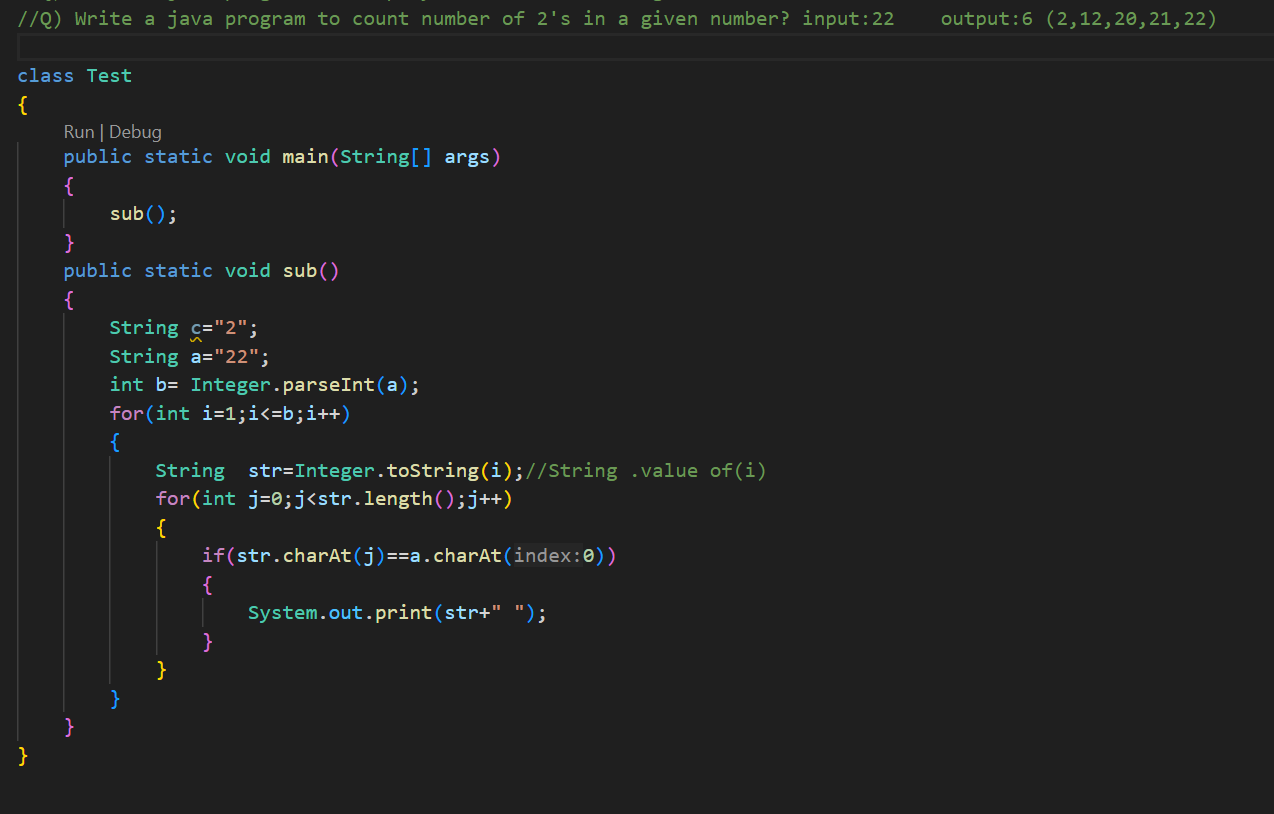 //Q) Write a java program to count number of 2's in a given number? input:22    output:6 (2,12,20,21,22)
class Test
{
    Run | Debug
    public static void main(String[] args)
    {
        sub();
    }
    public static void sub()
    {
        String c="2";
        String a="22";
        int b= Integer.parseInt(a);
        for(int i=1;i<=b;i++)
        {
            String  str=Integer.toString(i);//String .value of(i)
            for(int j=0;j<str.length();j++)
            {
                if(str.charAt(j)==a.charAt(index:0))
                {
                    System.out.print(str+" ");
                }
            }
        }
    }
}